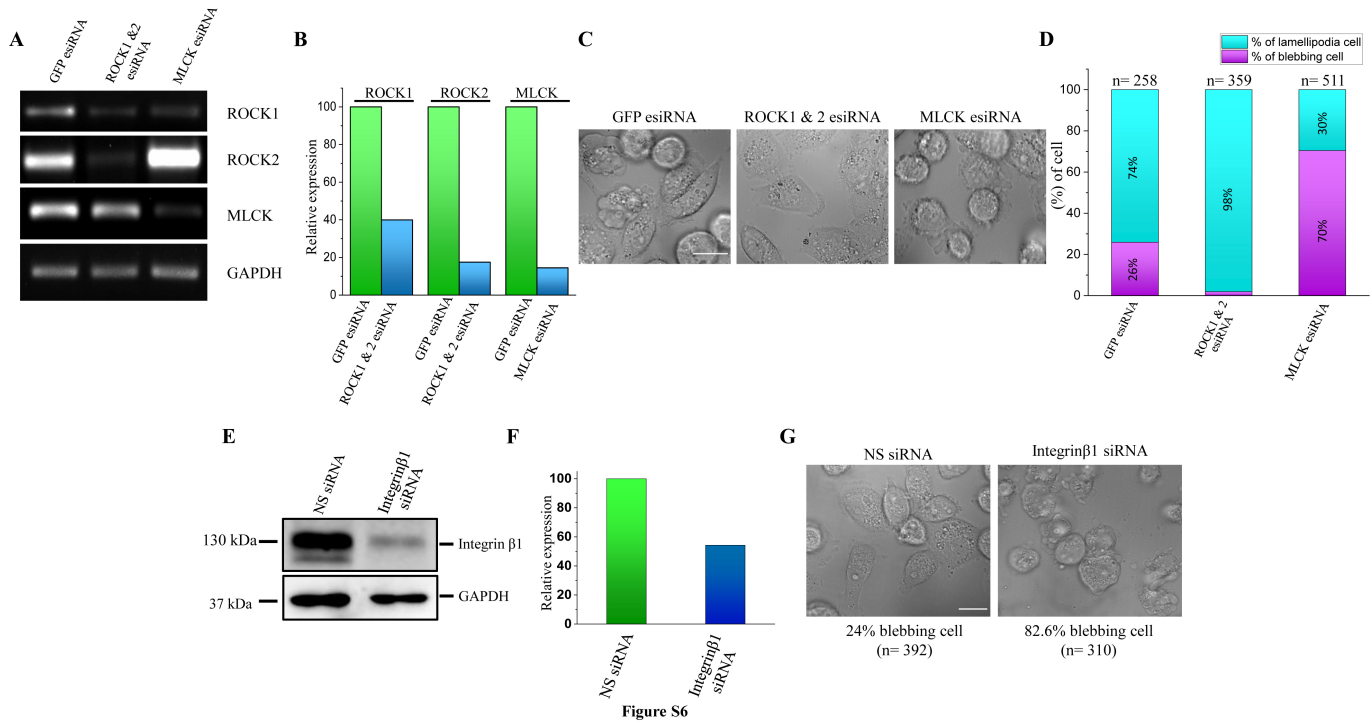 A
GFP esiRNA
ROCK1 &2
esiRNA
MLCK esiRNA
ROCK1
ROCK2
MLCK
GAPDH
B
ROCK1
ROCK2
MLCK
Relative expression
100
80
60
40
20
0
GFP esiRNA
ROCK1 & 2 esiRNA
GFP esiRNA
ROCK1 & 2 esiRNA
GFP esiRNA
MLCK esiRNA
C
GFP esiRNA
ROCK1 & 2 esiRNA
MLCK esiRNA
D
% of lamellipodia cell
% of blebbing cell
n= 258
n= 359
n= 511
(%) of cell
100
80
60
40
20
0
74%
26%
98%
30%
70%
GFP esiRNA
ROCK1 & 2
esiRNA
MLCK esiRNA
E
NS siRNA
Integrinβ1
siRNA
130 kDa
Integrin β1
37 kDa
GAPDH
F
Relative expression
100
80
60
40
20
0
NS siRNA
Integrinβ1
siRNA
G
NS siRNA
Integrinβ1 siRNA
24% blebbing cell
(n= 392)
82.6% blebbing cell
(n= 310)
Figure S6